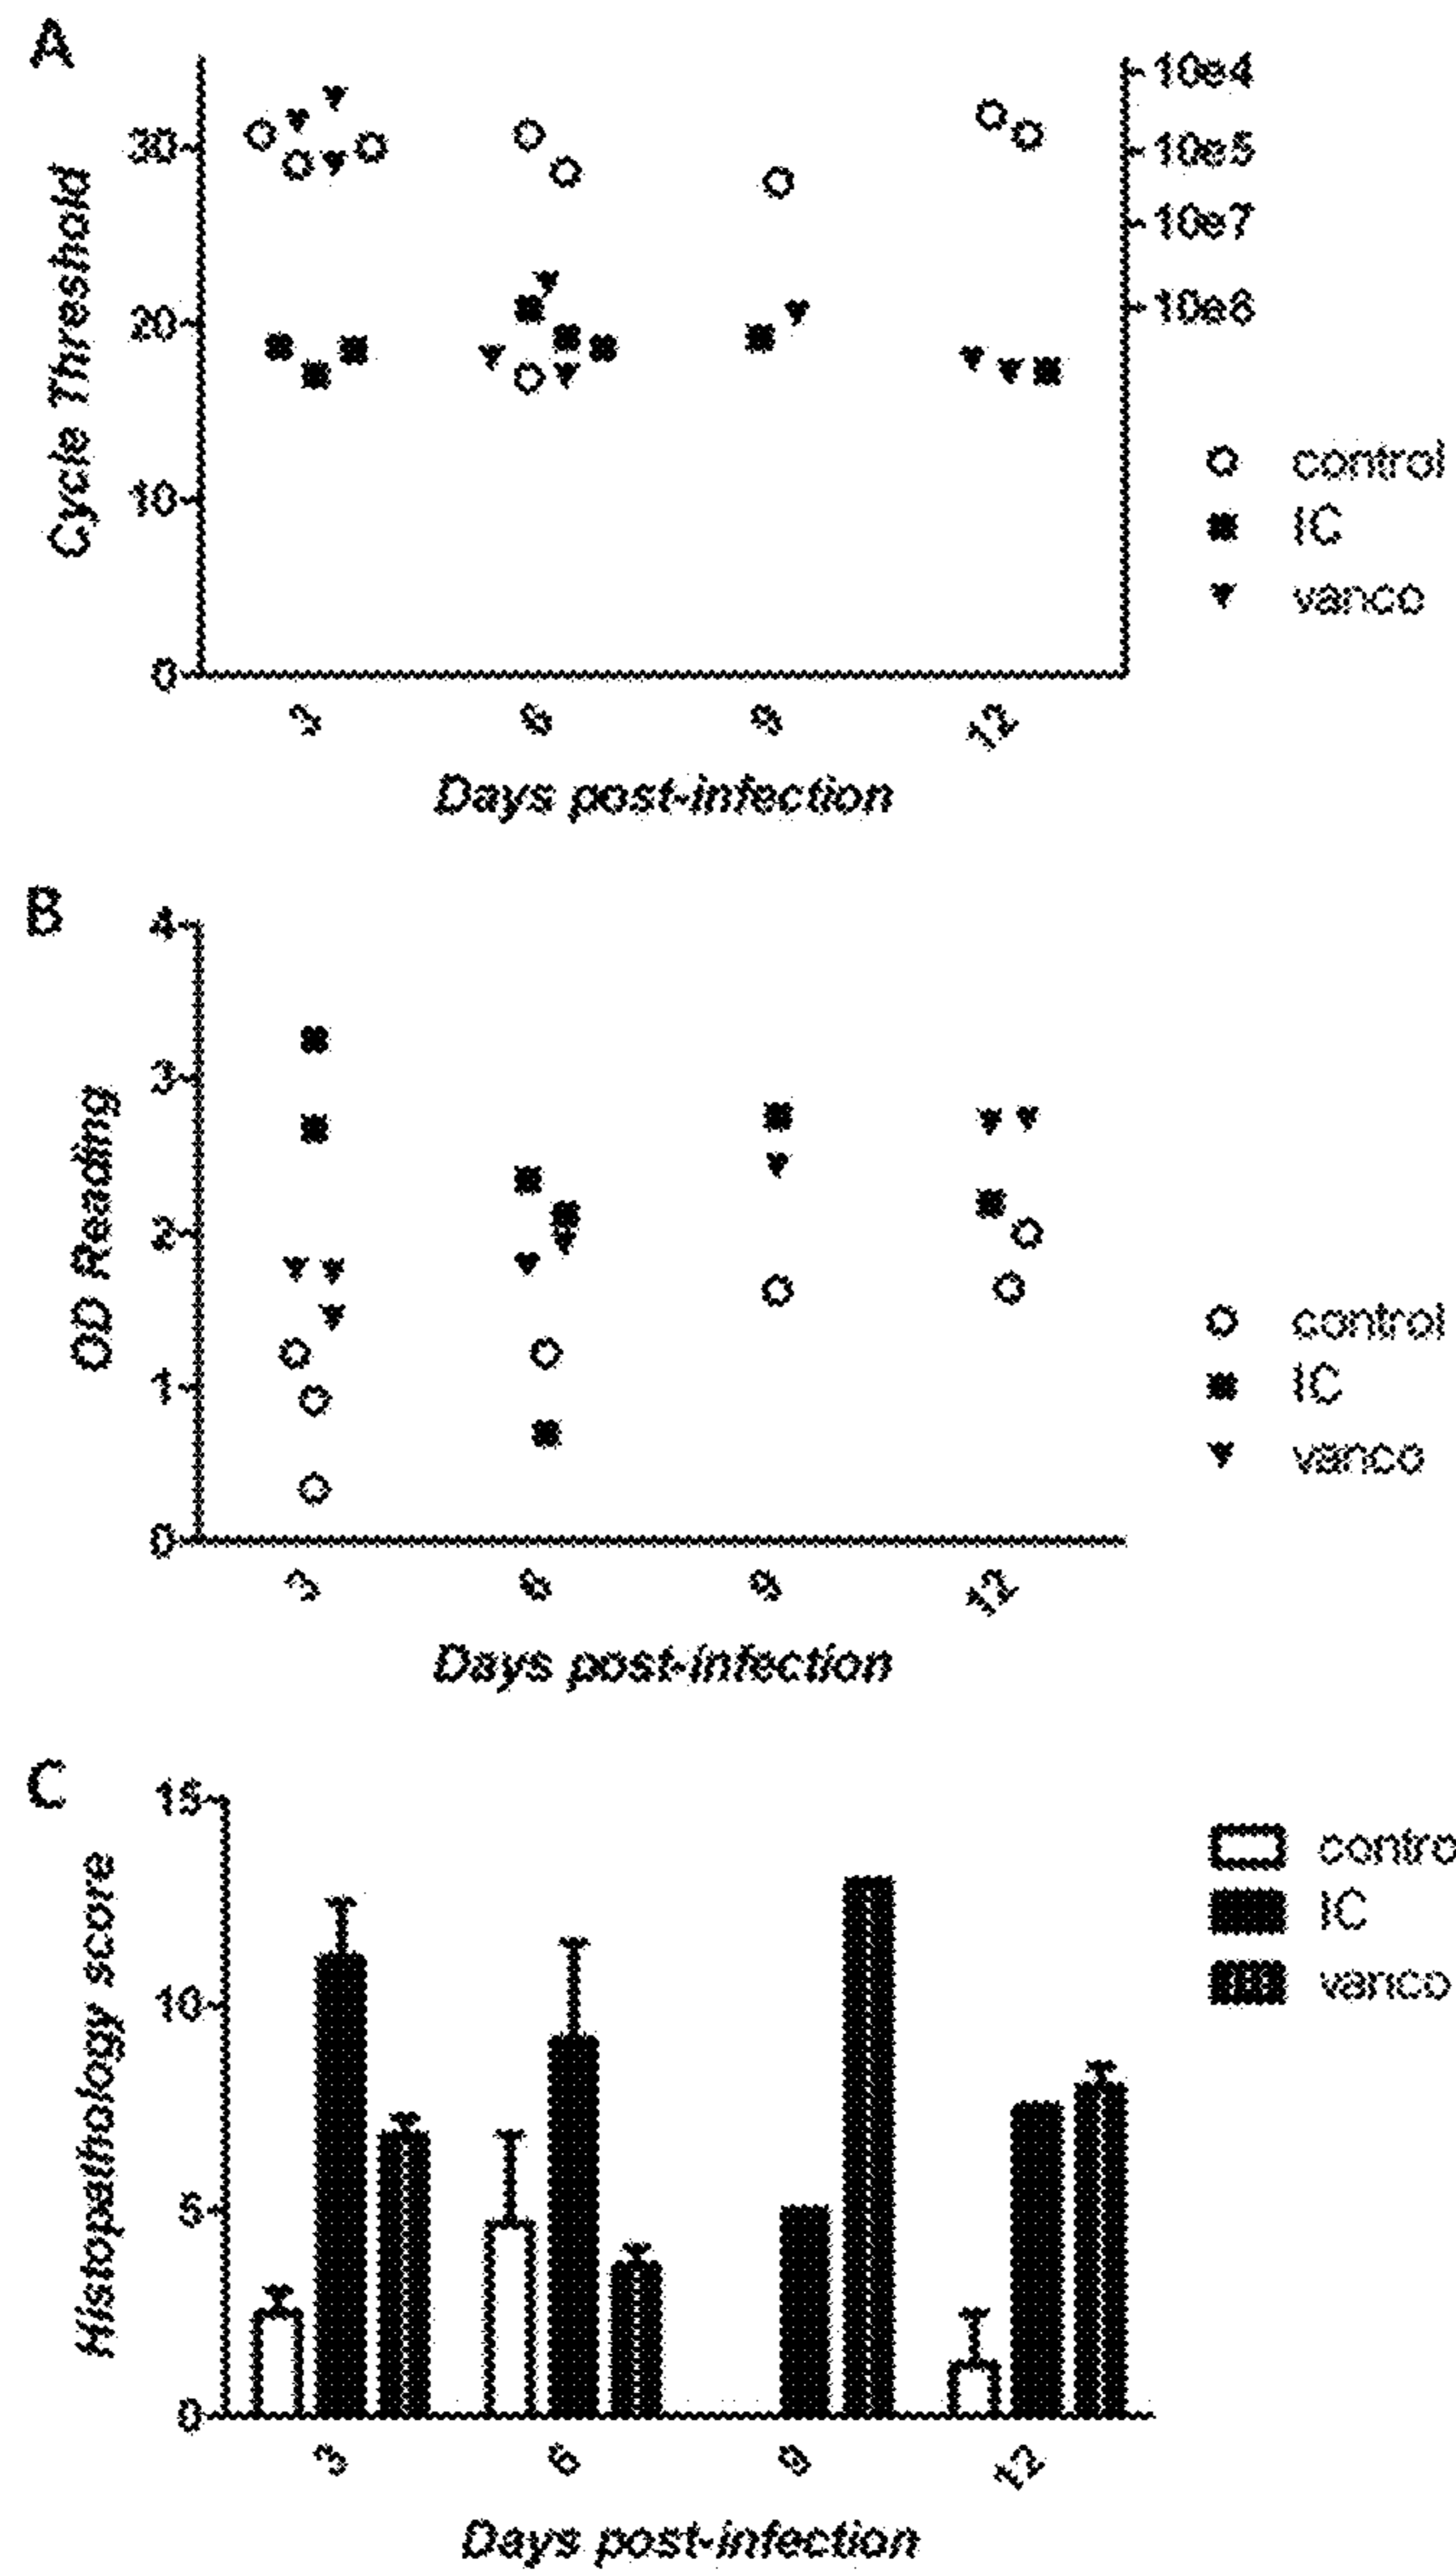 A
Cycle Threshold
30
20
10
0
10e4
10e5
10e7
10e6
3
6
9
12
Days post-infection
control
IC
vanco
B
OD Reading
4
3
2
1
0
3
6
9
12
Days post-infection
control
IC
vanco
C
Histopathology score
15
10
5
0
3
6
9
12
Days post-infection
contro
IC
vanco